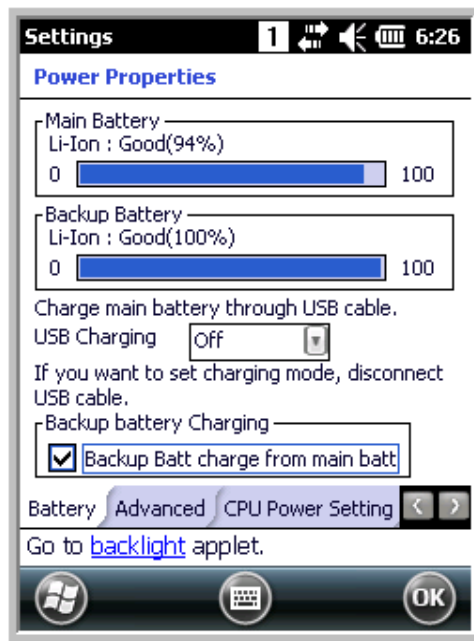 Settings 1 6:26
Power Properties
Main Battery
Li-Ion : Good(94%)
0 100
Backup Battery
Li-Ion : Good(100%)
0 100
Charge main battery through USB cable.
USB Charging Off
If you want to set charging mode, disconnect
USB cable.
Backup battery Charging
Backup Batt charge from main batt
Battery Advanced CPU Power Setting
Go to backlight applet.
OK